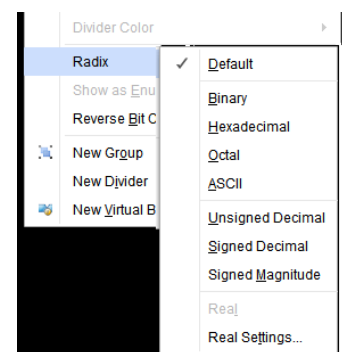 Divider Color
Radix
Show as Enu
Reverse Bit C
New Group
New Divider
New Virtual B
Default
Binary
Hexadecimal
Octal
ASCII
Unsigned Decimal
Signed Decimal
Signed Magnitude
Real
Real Settings...